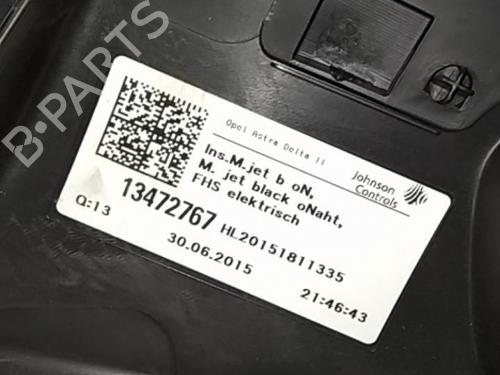 B-PARTS
Opel Astra Delta II
Johnson
Controls
Ins.M.jet b oN,
M. jet black oNaht,
FHS elektrisch
13472767 HL20151811335
Q:13
30.06.2015
21:46:43